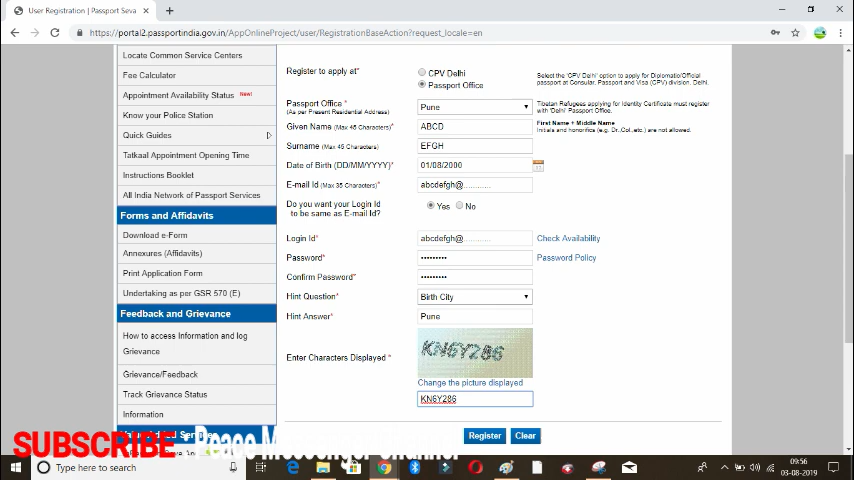 User Registration | Passport Seva
https://portal2.passportindia.gov.in/AppOnlineProject/user/RegistrationBaseAction?request_locale=en
Locate Common Service Centers
Fee Calculator
Appointment Availability Status New!
Know your Police Station
Quick Guides
Tatkaal Appointment Opening Time
Instructions Booklet
All India Network of Passport Services
Forms and Affidavits
Download e-Form
Annexures (Affidavits)
Print Application Form
Undertaking as per GSR 570 (E)
Feedback and Grievance
How to access Information and log
Grievance
Grievance/Feedback
Track Grievance Status
Information
Register to apply at*
CPV Delhi
Passport Office
Select the 'CPV Delhi' option to apply for Diplomatic/Official
passport at Consular, Passport and Visa (CPV) division, Delhi.
Passport Office *
(As per Present Residential Address)
Pune
Tibetan Refugees applying for Identity Certificate must register
with 'Delhi' Passport Office.
Given Name (Max 45 Characters)*
ABCD
First Name + Middle Name
Initials and honorifics (e.g. Dr.,Col.,etc.) are not allowed.
Surname (Max 45 Characters)
EFGH
Date of Birth (DD/MM/YYYY)*
01/08/2000
E-mail Id (Max 35 Characters)*
abcdefgh@...........
Do you want your Login Id
to be same as E-mail Id?
Yes No
Login Id*
abcdefgh@...........
Check Availability
Password*
•••••••••
Password Policy
Confirm Password*
•••••••••
Hint Question*
Birth City
Hint Answer*
Pune
KN6Y286
Enter Characters Displayed *
Change the picture displayed
KN6Y286
Register Clear
SUBSCRIBE
Type here to search
09:56
03-08-2019